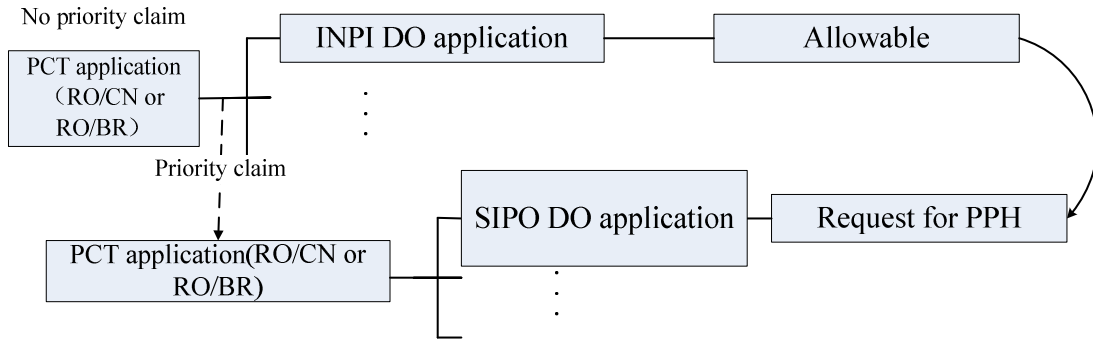 No priority claim
INPI DO application
Allowable
PCT application
（RO/CN or
RO/BR）
Priority claim
SIPO DO application
Request for PPH
PCT application(RO/CN or
RO/BR)